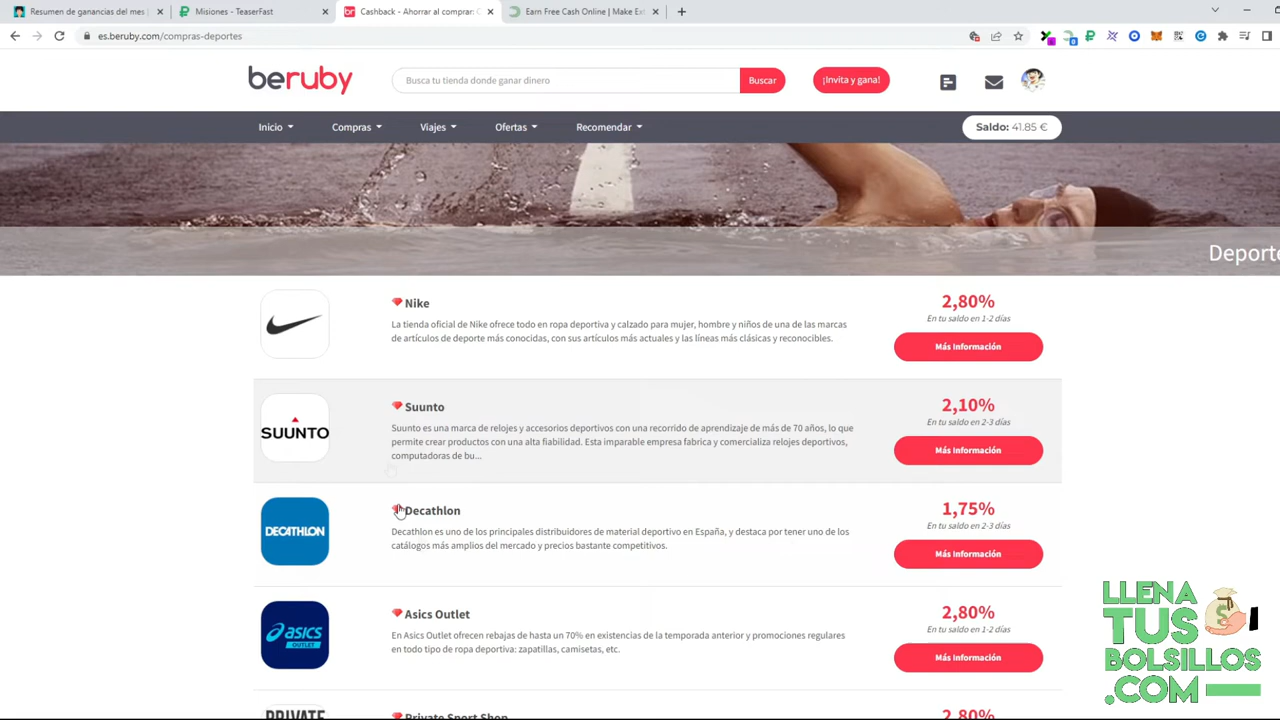 Resumen de ganancias del mes
Misiones - TeaserFast
Cashback - Ahorrar al comprar: C
Earn Free Cash Online | Make Ex
es.beruby.com/compras-deportes
beruby
Busca tu tienda donde ganar dinero
Buscar
¡Invita y gana!
Inicio
Compras
Viajes
Ofertas
Recomendar
Saldo: 41.85 €
Deporte
Nike
2,80%
La tienda oficial de Nike ofrece todo en ropa deportiva y calzado para mujer, hombre y niños de una de las marcas
de artículos de deporte más conocidas, con sus artículos más actuales y las líneas más clásicas y reconocibles.
En tu saldo en 1-2 días
Más información
SUUNTO
Suunto
2,10%
Suunto es una marca de relojes y accesorios deportivos con una recorrido de aprendizaje de más de 70 años, lo que
permite crear productos con una alta fiabilidad. Esta imparable empresa fabrica y comercializa relojes deportivos,
computadoras de bu...
En tu saldo en 2-3 días
Más información
DECATHLON
Decathlon
1,75%
Decathlon es uno de los principales distribuidores de material deportivo en España, y destaca por tener uno de los
catálogos más amplios del mercado y precios bastante competitivos.
En tu saldo en 2-3 días
Más información
asics
OUTLET
Asics Outlet
2,80%
En Asics Outlet ofrecen rebajas de hasta un 70% en existencias de la temporada anterior y promociones regulares
en todo tipo de ropa deportiva: zapatillas, camisetas, etc.
En tu saldo en 1-2 días
Más información
PRIVATE
Private Sport Shop
2,80%
LLENA
TUS
BOLSILLOS
.COM